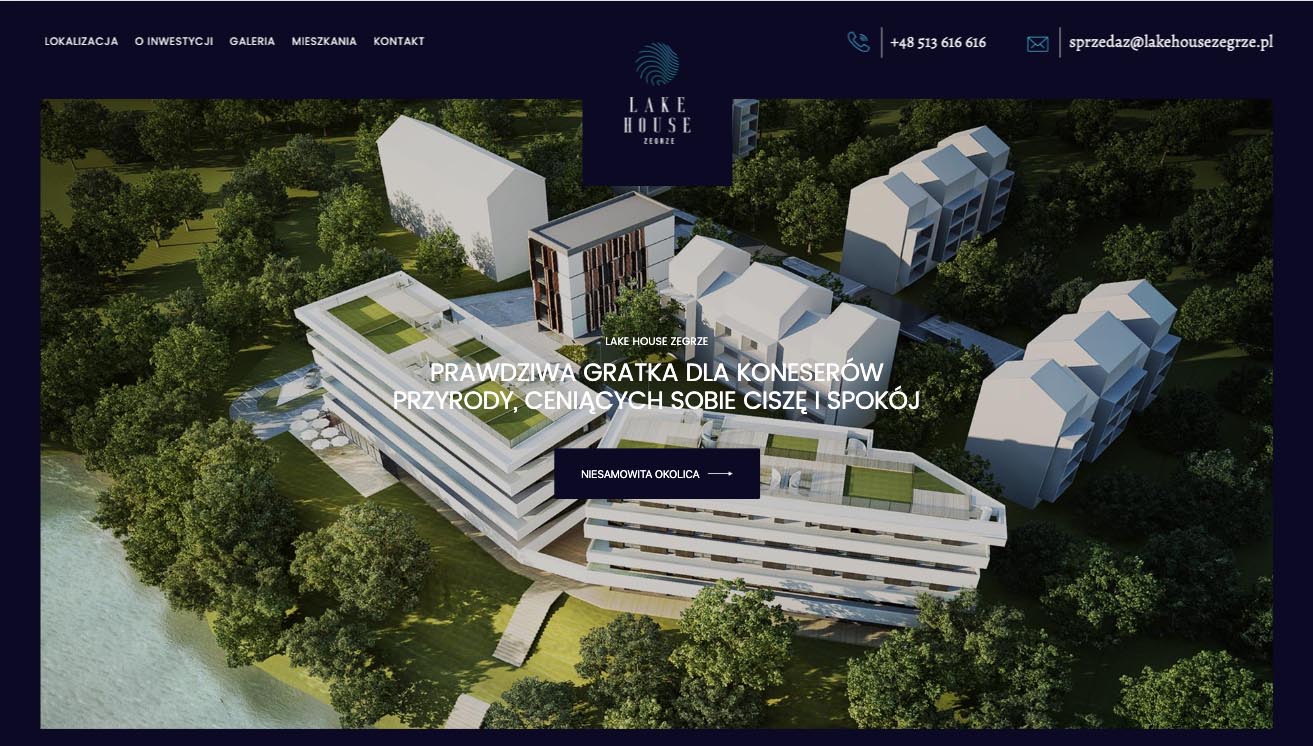 LOKALIZACJA O INWESTYCJI GALERIA MIESZKANIA KONTAKT
+48 513 616 616
sprzedaz@lakehousezegrze.pl
LAKE
HOUSE
ZEGRZE
LAKE HOUSE ZEGRZE
PRAWDZIWA GRATKA DLA KONESERÓW
PRZYRODY, CENIĄCYCH SOBIE CISZĘ I SPOKÓJ
NIESAMOWITA OKOLICA